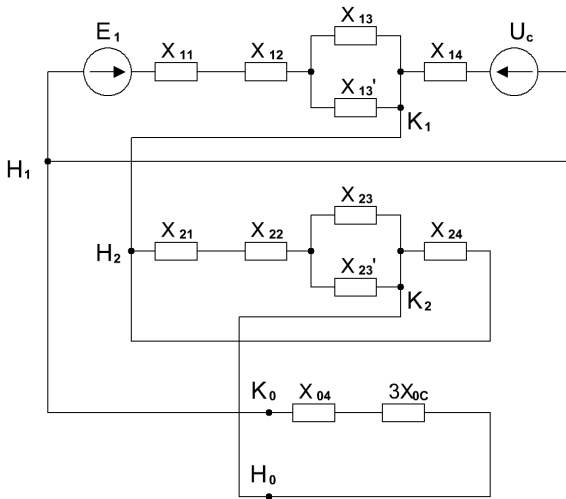 E₁ X₁₁ X₁₂ X₁₃ X₁₄ U꜀
X₁₃'
K₁
H₁
X₂₁ X₂₂ X₂₃ X₂₄
H₂
X₂₃'
K₂
K₀ X₀₄ 3X₀C
H₀